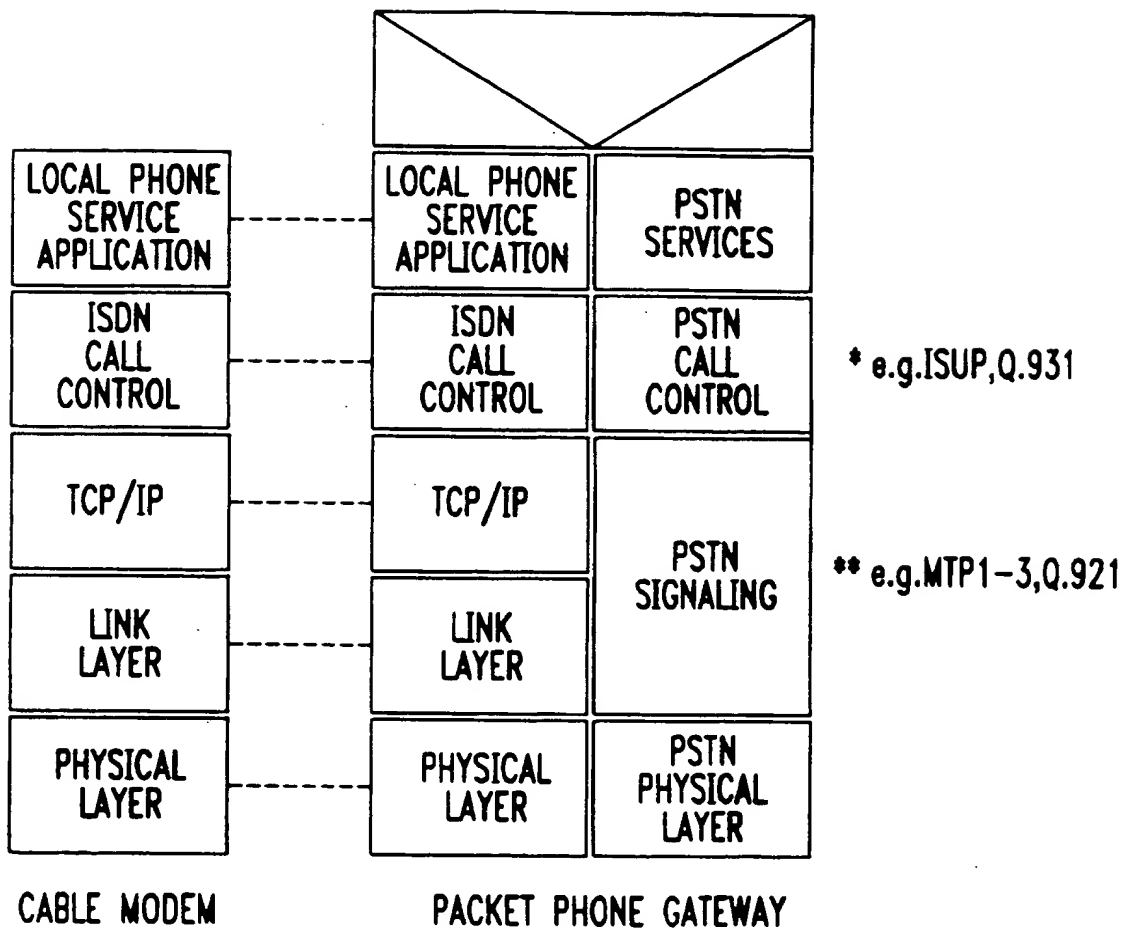 LOCAL PHONE
SERVICE
APPLICATION
LOCAL PHONE
SERVICE
APPLICATION
PSTN
SERVICES
ISDN
CALL
CONTROL
ISDN
CALL
CONTROL
PSTN
CALL
CONTROL
* e.g.ISUP,Q.931
TCP/IP
TCP/IP
PSTN
SIGNALING
** e.g.MTP1-3,Q.921
LINK
LAYER
LINK
LAYER
PHYSICAL
LAYER
PHYSICAL
LAYER
PSTN
PHYSICAL
LAYER
CABLE MODEM
PACKET PHONE GATEWAY